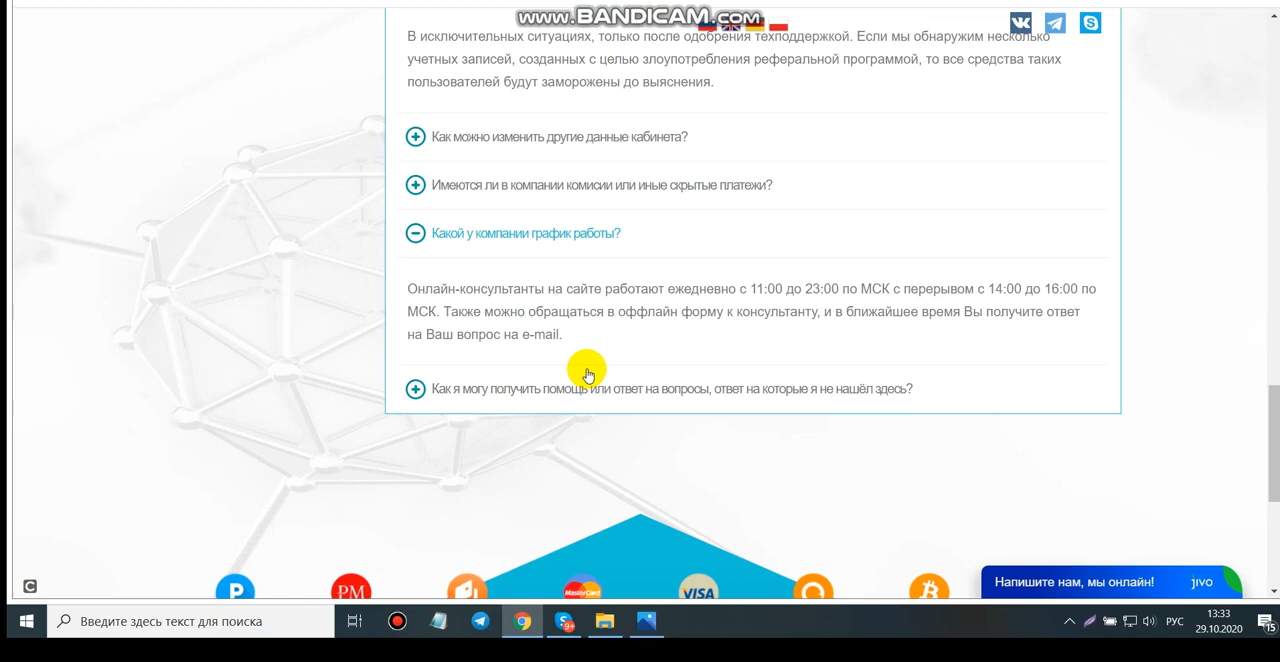 www.BANDICAM.com
В исключительных ситуациях, только после одобрения техподдержкой. Если мы обнаружим несколько
учетных записей, созданных с целью злоупотребления реферальной программой, то все средства таких
пользователей будут заморожены до выяснения.
Как можно изменить другие данные кабинета?
Имеются ли в компании комисии или иные скрытые платежи?
Какой у компании график работы?
Онлайн-консультанты на сайте работают ежедневно с 11:00 до 23:00 по МСК с перерывом с 14:00 до 16:00 по
МСК. Также можно обращаться в оффлайн форму к консультанту, и в ближайшее время Вы получите ответ
на Ваш вопрос на e-mail.
Как я могу получить помощь или ответ на вопросы, ответ на которые я не нашёл здесь?
Напишите нам, мы онлайн! jivo
P PM MasterCard VISA
Введите здесь текст для поиска
9+
РУС
13:33
29.10.2020
15